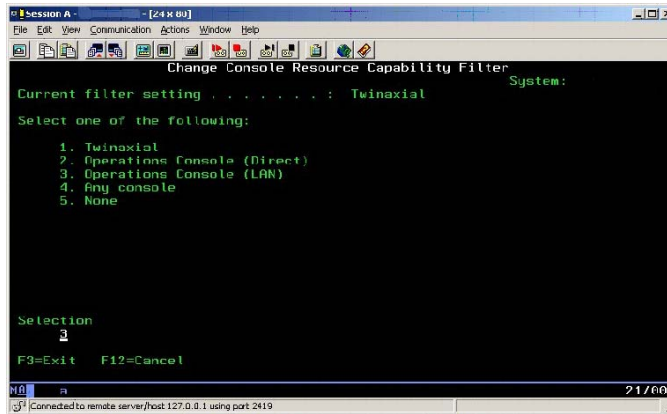 Session A - - [24 x 80]
File Edit View Communication Actions Window Help
Change Console Resource Capability Filter
System:
Current filter setting . . . . . . . : Twinaxial
Select one of the following:
1. Twinaxial
2. Operations Console (Direct)
3. Operations Console (LAN)
4. Any console
5. None
Selection
3
F3=Exit F12=Cancel
MA a 21/00
Connected to remote server/host 127.0.0.1 using port 2419